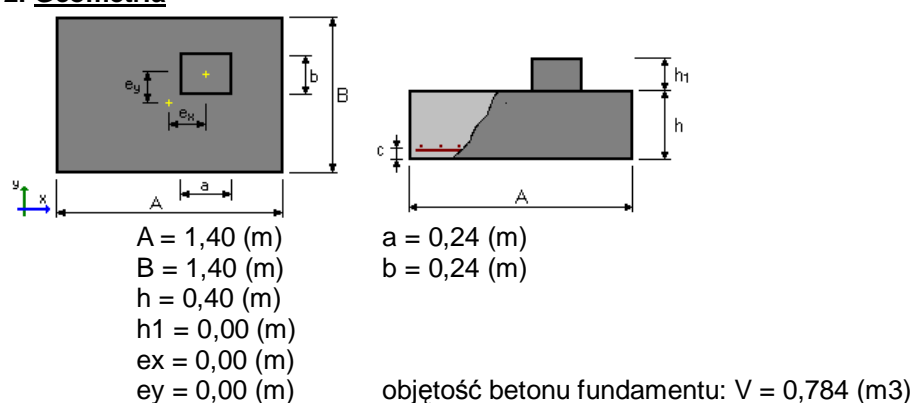 2. Geometria
ey
ex
b
B
a
A
y
x
h1
h
c
A
A = 1,40 (m) a = 0,24 (m)
B = 1,40 (m) b = 0,24 (m)
h = 0,40 (m)
h1 = 0,00 (m)
ex = 0,00 (m)
ey = 0,00 (m) objętość betonu fundamentu: V = 0,784 (m3)